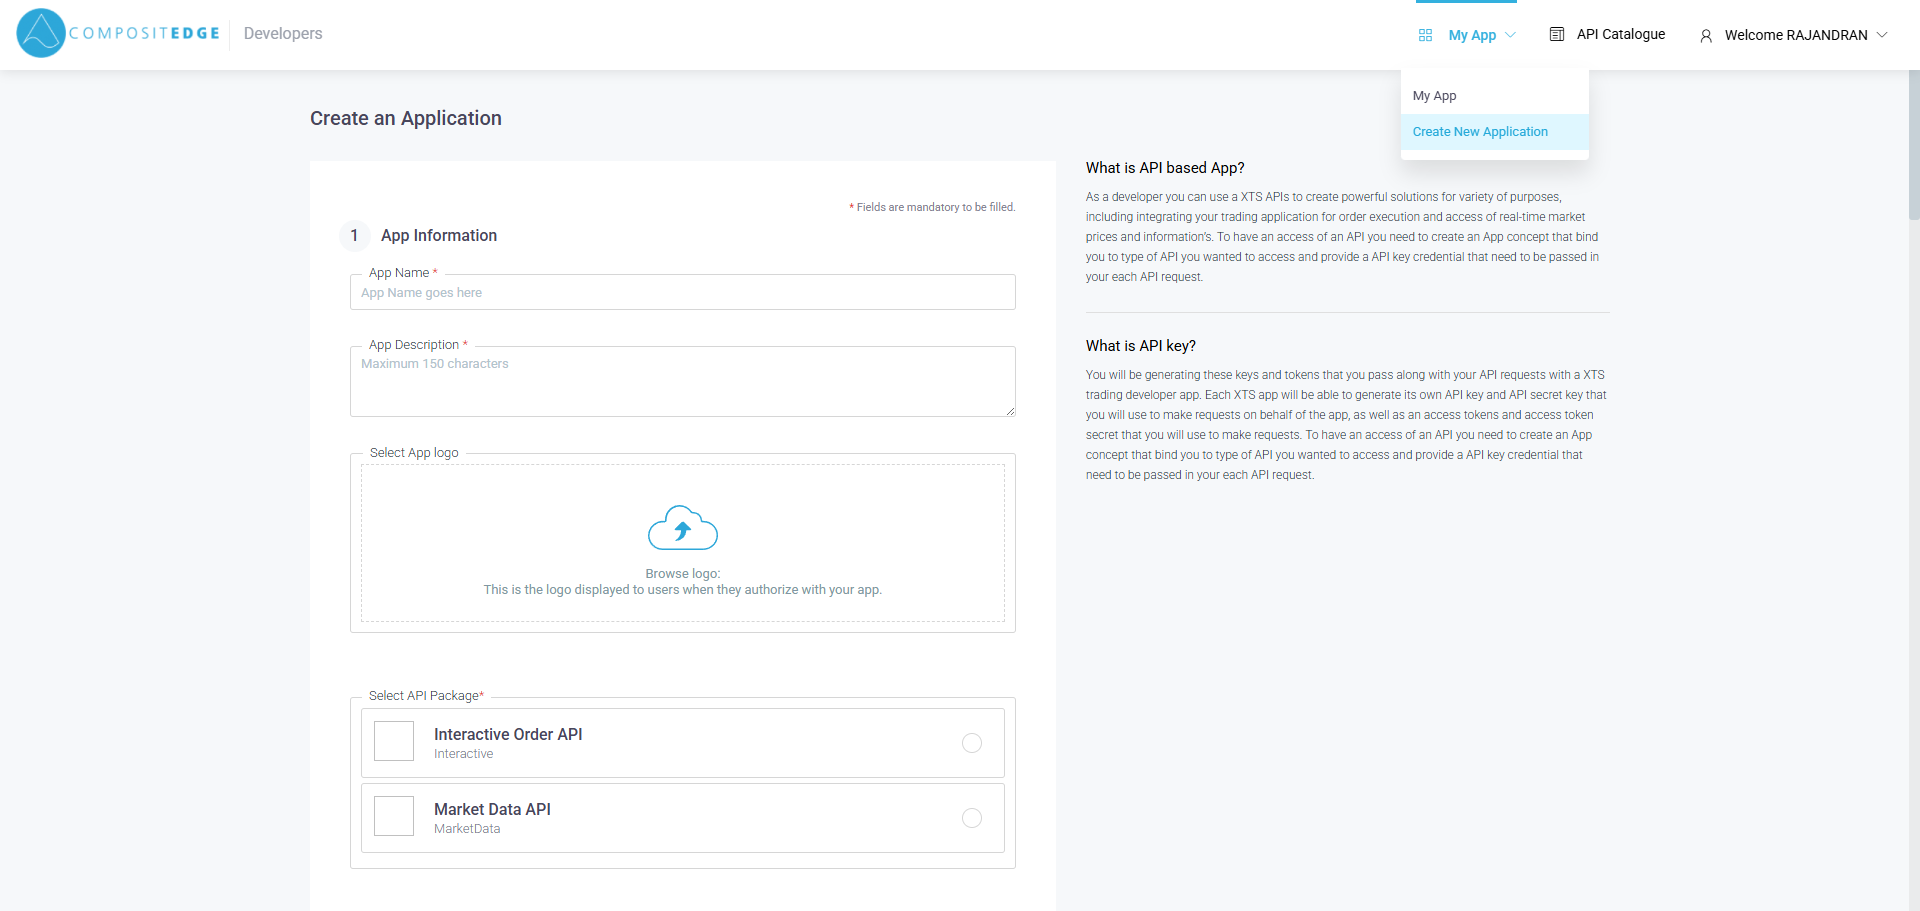 COMPOSITEDGE
Developers
My App
API Catalogue
Welcome RAJANDRAN
My App
Create New Application
Create an Application
* Fields are mandatory to be filled.
1 App Information
App Name *
App Name goes here
App Description *
Maximum 150 characters
Select App logo
Browse logo:
This is the logo displayed to users when they authorize with your app.
Select API Package*
Interactive Order API
Interactive
Market Data API
MarketData
What is API based App?
As a developer you can use a XTS APIs to create powerful solutions for variety of purposes,
including integrating your trading application for order execution and access of real-time market
prices and information's. To have an access of an API you need to create an App concept that bind
you to type of API you wanted to access and provide a API key credential that need to be passed in
your each API request.
What is API key?
You will be generating these keys and tokens that you pass along with your API requests with a XTS
trading developer app. Each XTS app will be able to generate its own API key and API secret key that
you will use to make requests on behalf of the app, as well as an access tokens and access token
secret that you will use to make requests. To have an access of an API you need to create an App
concept that bind you to type of API you wanted to access and provide a API key credential that
need to be passed in your each API request.